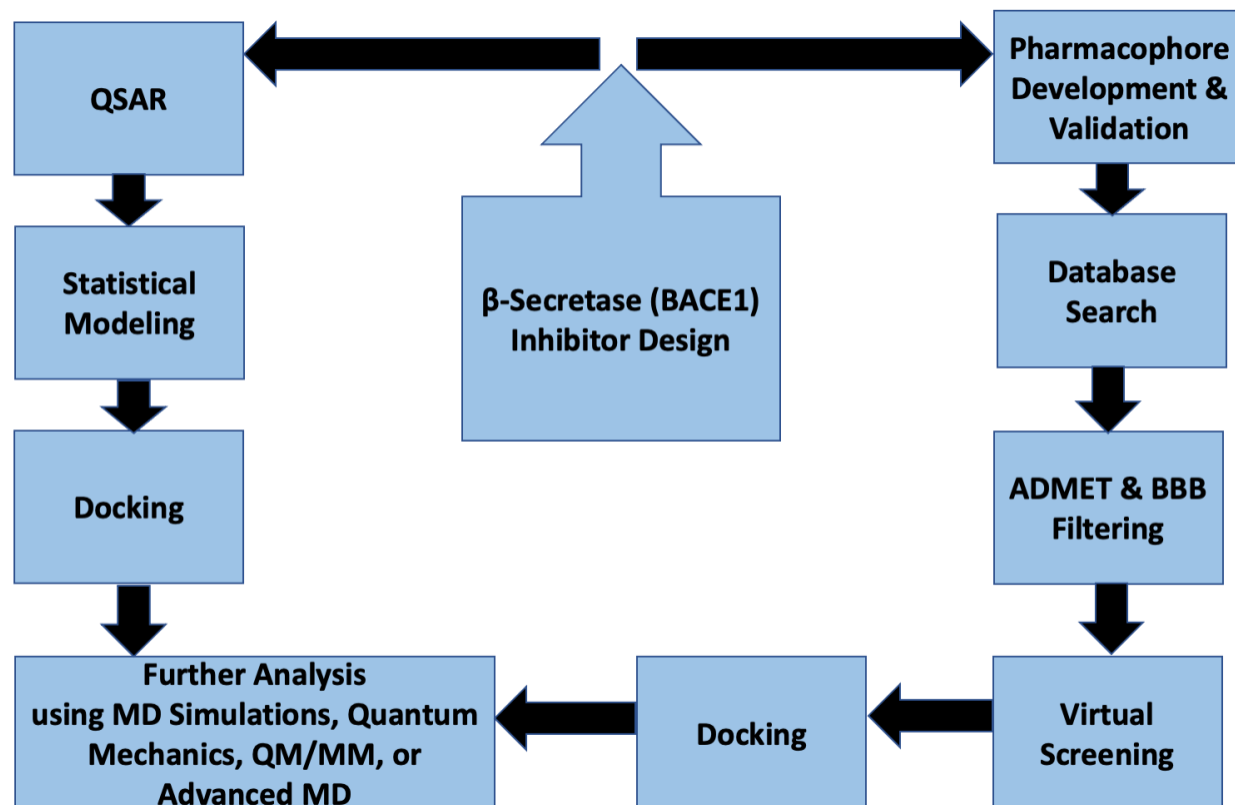 QSAR
Pharmacophore
Development &
Validation
Statistical
Modeling
β-Secretase (BACE1)
Inhibitor Design
Database
Search
Docking
ADMET & BBB
Filtering
Further Analysis
using MD Simulations, Quantum
Mechanics, QM/MM, or
Advanced MD
Docking
Virtual
Screening